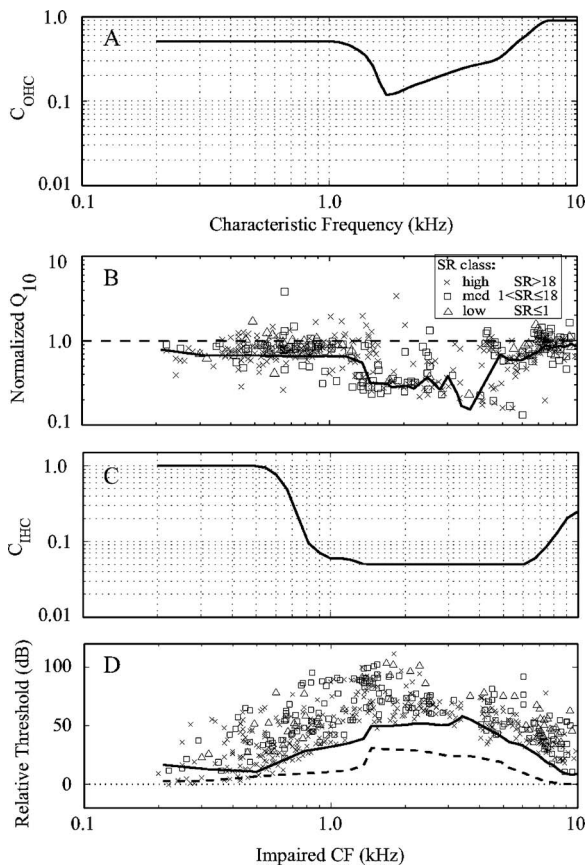 1.0
A
C_OHC
0.1
0.01
0.1
1.0
10
Characteristic Frequency (kHz)
10
B
SR class:
× high SR>18
□ med 1<SR≤18
△ low SR≤1
Normalized Q_10
1.0
0.1
1.0
C
C_IHC
0.1
0.01
D
Relative Threshold (dB)
100
50
0
0.1
1.0
10
Impaired CF (kHz)